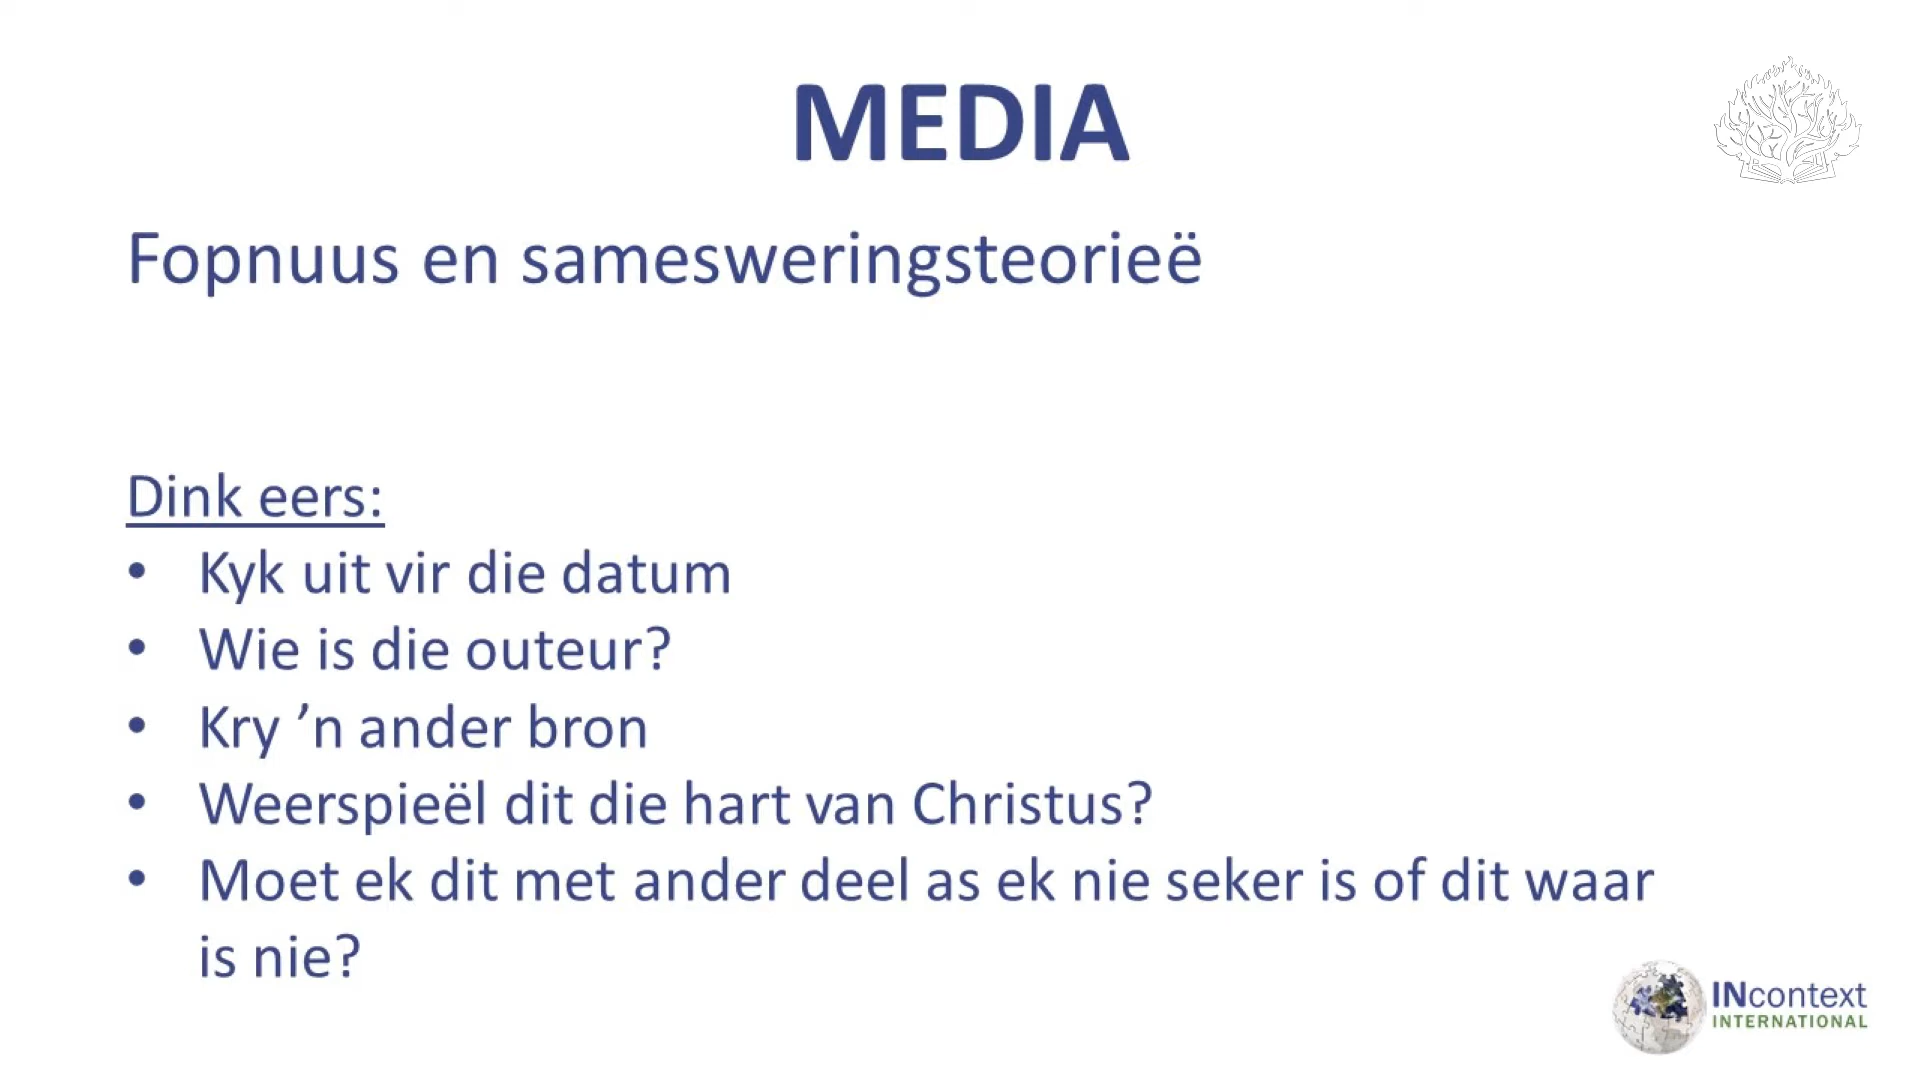 MEDIA
Fopnuus en samesweringsteorieë
Dink eers:
• Kyk uit vir die datum
• Wie is die outeur?
• Kry ’n ander bron
• Weerspieël dit die hart van Christus?
• Moet ek dit met ander deel as ek nie seker is of dit waar
is nie?
INcontext
INTERNATIONAL